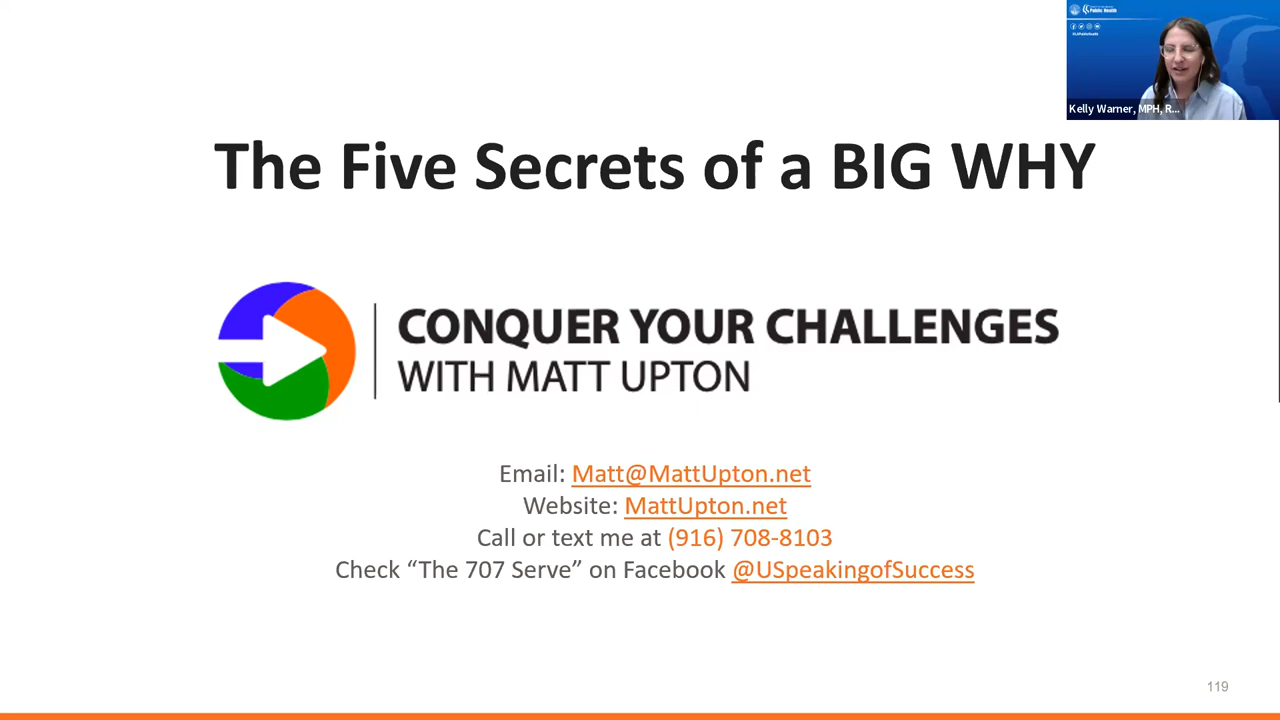 Public Health
Kelly Warner, MPH, R...
The Five Secrets of a BIG WHY
CONQUER YOUR CHALLENGES
WITH MATT UPTON
Email: Matt@MattUpton.net
Website: MattUpton.net
Call or text me at (916) 708-8103
Check “The 707 Serve” on Facebook @USpeakingofSuccess
119